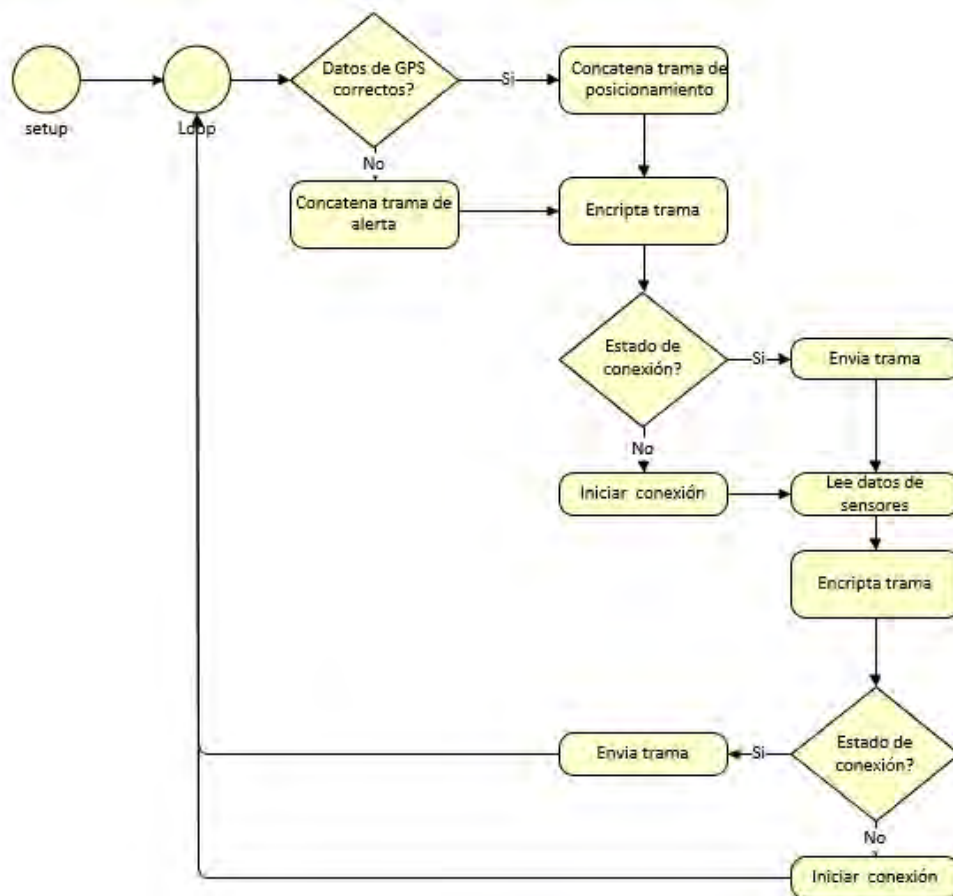 Datos de GPS
correctos?
Si
Concatena trama de
posicionamiento
setup
Loop
No
Concatena trama de
alerta
Encripta trama
Estado de
conexión?
Si
Envia trama
No
Iniciar conexión
Lee datos de
sensores
Encripta trama
Estado de
conexión?
Si
Envia trama
No
Iniciar conexión